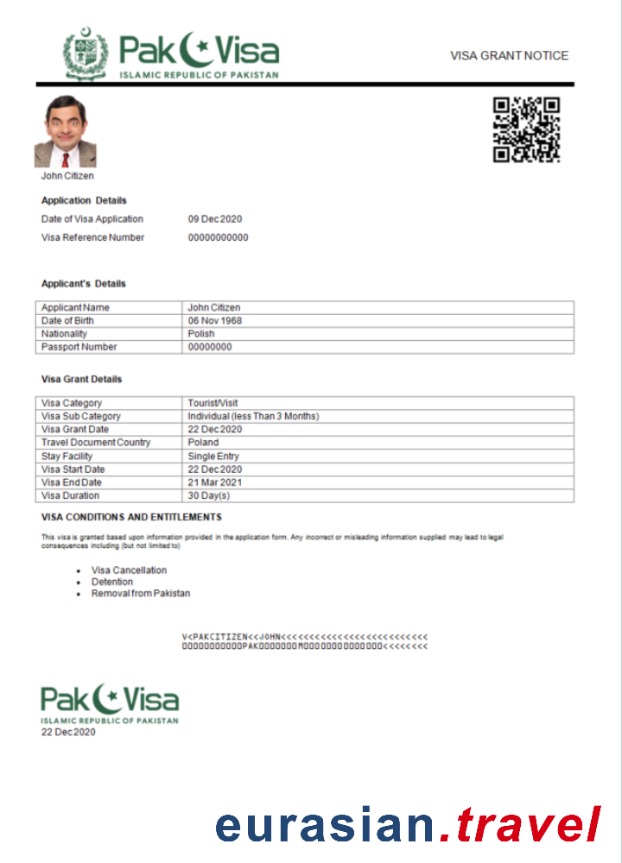 Pak Visa
ISLAMIC REPUBLIC OF PAKISTAN
VISA GRANT NOTICE
John Citizen
Application Details
Date of Visa Application 09 Dec 2020
Visa Reference Number 00000000000
Applicant's Details
Applicant Name John Citizen
Date of Birth 06 Nov 1968
Nationality Polish
Passport Number 00000000
Visa Grant Details
Visa Category Tourist/Visit
Visa Sub Category Individual (less Than 3 Months)
Visa Grant Date 22 Dec 2020
Travel Document Country Poland
Stay Facility Single Entry
Visa Start Date 22 Dec 2020
Visa End Date 21 Mar 2021
Visa Duration 30 Day(s)
VISA CONDITIONS AND ENTITLEMENTS
This visa is granted based upon information provided in the application form. Any incorrect or misleading information supplied may lead to legal
consequences including (but not limited to)
• Visa Cancellation
• Detention
• Removal from Pakistan
V<PAKCITIZEN<<JOHN<<<<<<<<<<<<<<<<<<<<<<<<<<
00000000000PAK0000000M00000000000000<<<<<<<<
Pak Visa
ISLAMIC REPUBLIC OF PAKISTAN
22 Dec 2020
eurasian.travel